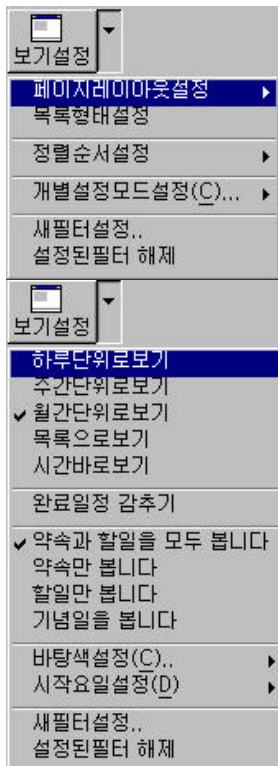 보기설정
페이지레이아웃설정
목록형태설정
정렬순서설정
개별설정모드설정(C)...
새필터설정..
설정된필터 해제
보기설정
하루단위로보기
주간단위로보기
월간단위로보기
목록으로보기
시간바로보기
완료일정 감추기
약속과 할일을 모두 봅니다
약속만 봅니다
할일만 봅니다
기념일을 봅니다
바탕색설정(C)..
시작요일설정(D)
새필터설정..
설정된필터 해제